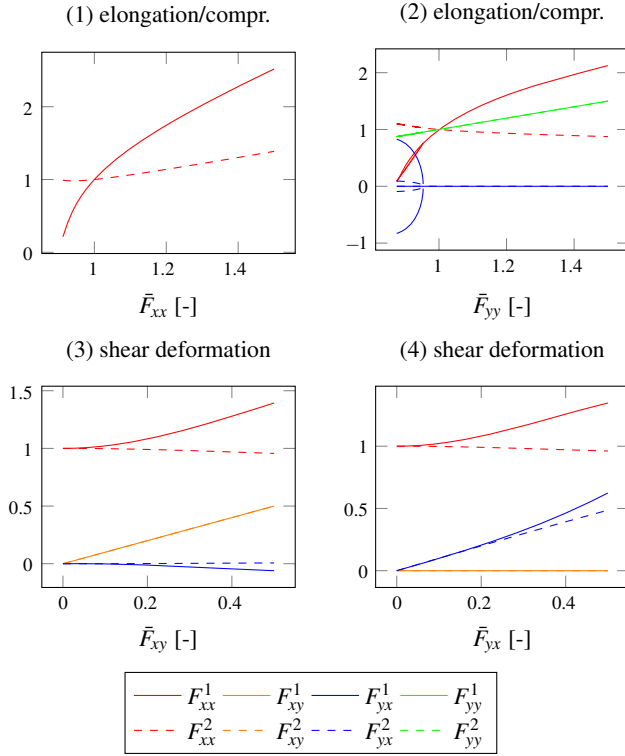 (1) elongation/compr.
(2) elongation/compr.
2
1
0
1 1.2 1.4
F̄xx [-]
2
1
0
−1
1 1.2 1.4
F̄yy [-]
(3) shear deformation
(4) shear deformation
1.5
1
0.5
0
0 0.2 0.4
F̄xy [-]
1
0.5
0
0 0.2 0.4
F̄yx [-]
F¹xx F¹xy F¹yx F¹yy
F²xx F²xy F²yx F²yy